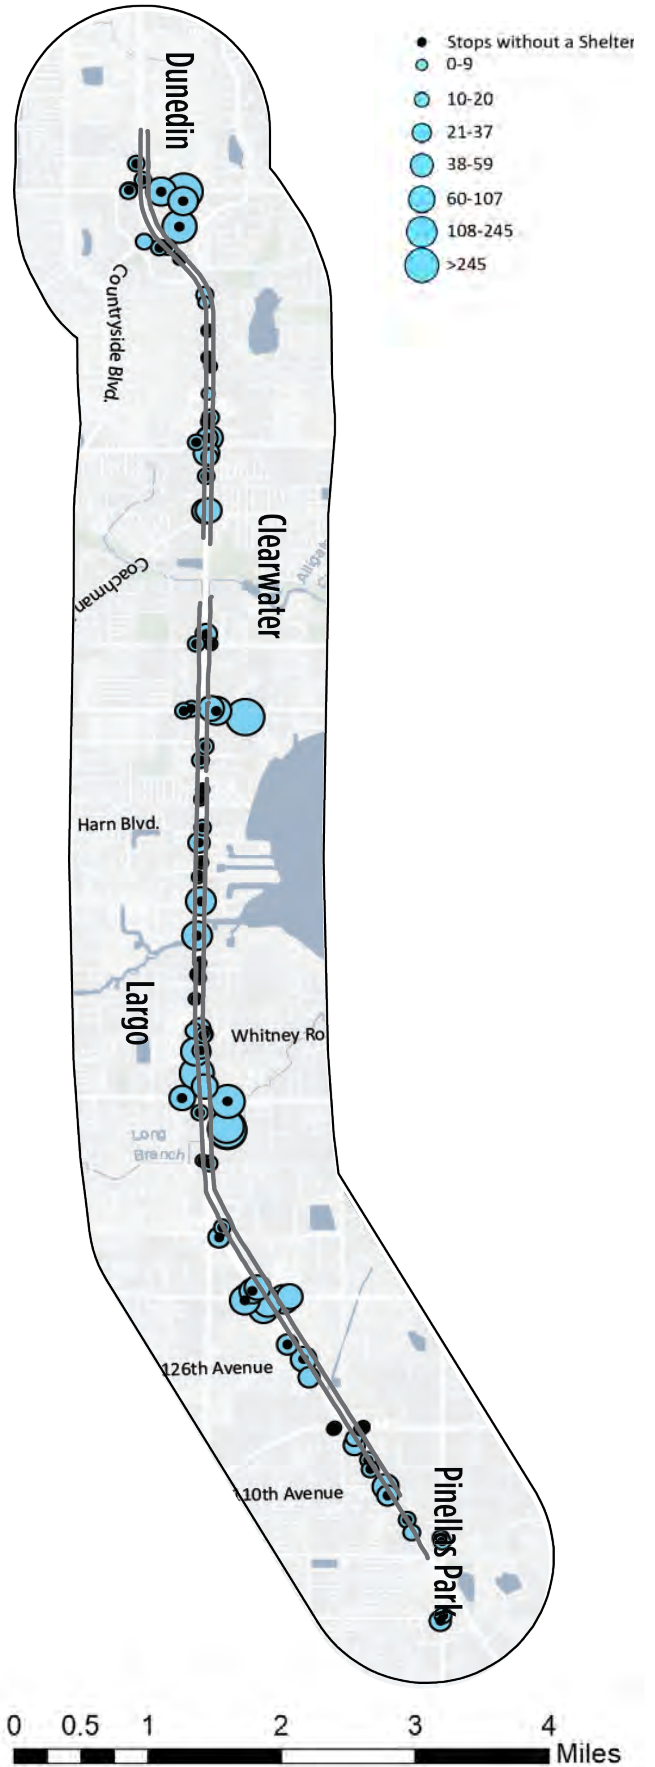 Stops without a Shelter
0-9
10-20
21-37
38-59
60-107
108-245
>245
Dunedin
Countryside Blvd.
Clearwater
Alligat
Coachman
Harn Blvd.
Largo
Whitney Ro
Long
Branch
126th Avenue
110th Avenue
Pinellas Park
0 0.5 1 2 3 4
Miles